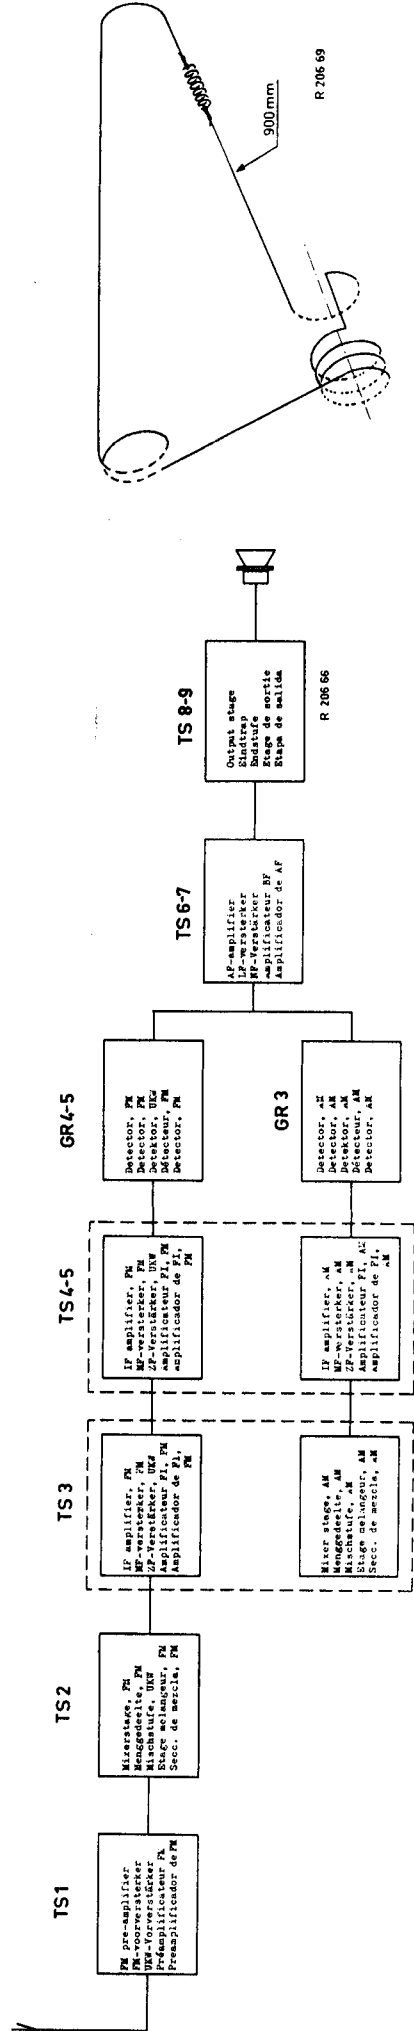 TS1
FM pre-amplifier
FM-voorversterker
UKW-Vorverstärker
Préamplificateur FM
Preamplificador de FM
TS2
Mixerstage, FM
Menggedeelte, FM
Mischstufe, UKW
Etage melangeur, FM
Secc. de mezcla, FM
TS3
IF amplifier, FM
MF-versterker, FM
ZF-Verstärker, UKW
Amplificateur FI, FM
Amplificador de FI,
FM
Mixer stage, AM
Menggedeelte, AM
Mischstufe, AM
Etage melangeur, AM
Secc. de mezcla, AM
TS4-5
IF amplifier, FM
MF-versterker, FM
ZF-Verstärker, UKW
Amplificateur FI, FM
Amplificador de FI,
FM
IF amplifier, AM
MF-versterker, AM
ZF-Verstärker, AM
Amplificateur FI, AM
Amplificador de FI,
AM
GR4-5
Detector, FM
Detector, FM
Detektor, UKW
Détecteur, FM
Detector, FM
GR3
Detector, AM
Detector, AM
Detektor, AM
Détecteur, AM
Detector, AM
TS6-7
AF-amplifier
LF-versterker
NF-Verstärker
Amplificateur BF
Amplificador de AF
TS 8-9
Output stage
Eindtrap
Endstufe
Etage de sortie
Etapa de salida
R 206 66
900mm
R 206 69